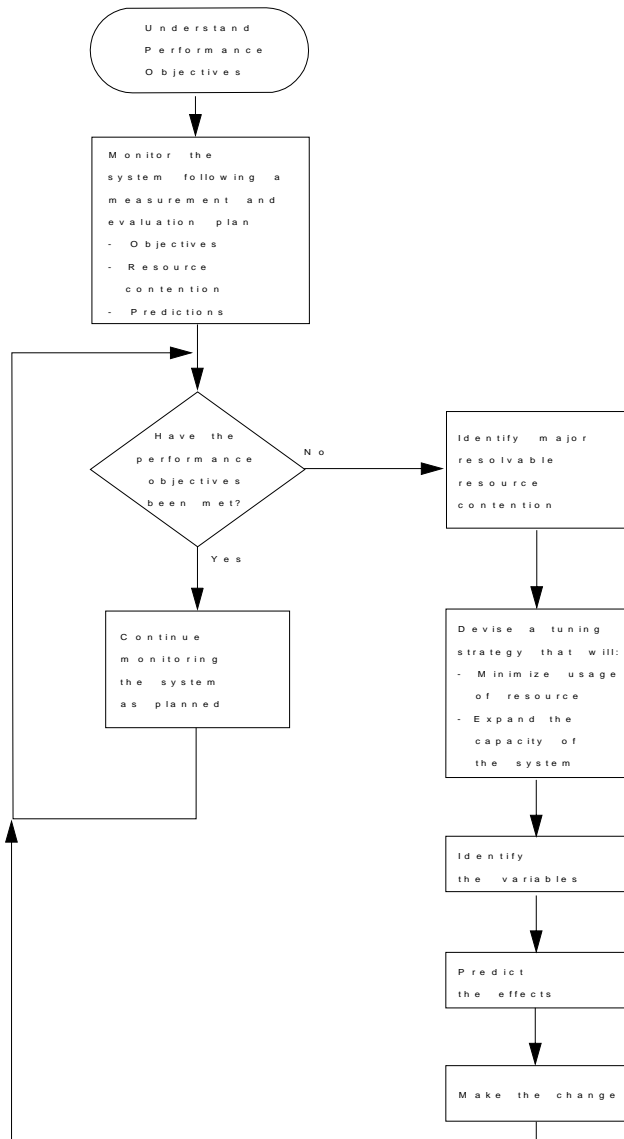 Understand
Performance
Objectives
Monitor the
system following a
measurement and
evaluation plan
- Objectives
- Resource
contention
- Predictions
Have the
performance
objectives
been met?
No
Yes
Continue
monitoring
the system
as planned
Identify major
resolvable
resource
contention
Devise a tuning
strategy that will:
- Minimize usage
of resource
- Expand the
capacity of
the system
Identify
the variables
Predict
the effects
Make the change